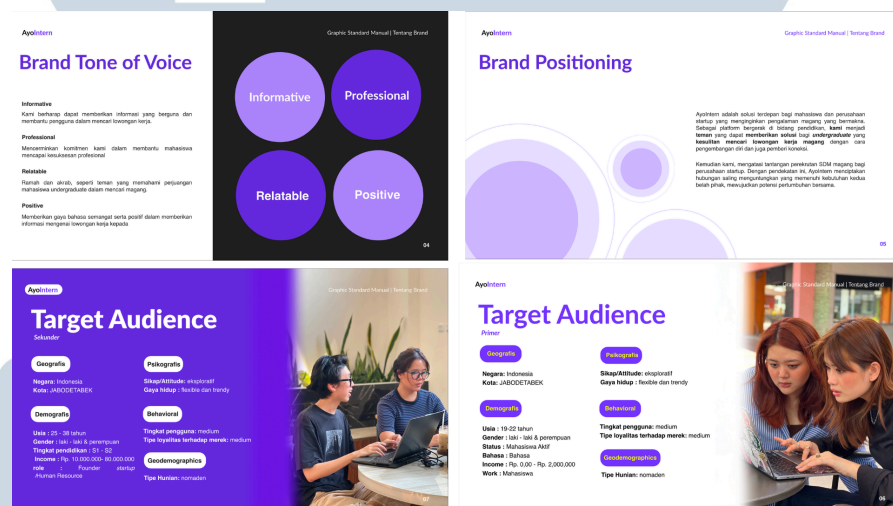 AyoIntern
Graphic Standard Manual | Tentang Brand
Brand Tone of Voice
Informative
Kami berharap dapat memberikan informasi yang berguna dan
membantu pengguna dalam mencari lowongan kerja.
Professional
Mencerminkan komitmen kami dalam membantu mahasiswa
mencapai kesuksesan profesional
Relatable
Ramah dan akrab, seperti teman yang memahami perjuangan
mahasiswa undergraduate dalam mencari magang.
Positive
Memberikan gaya bahasa semangat serta positif dalam memberikan
informasi mengenai lowongan kerja kepada
Informative
Professional
Relatable
Positive
04
AyoIntern
Graphic Standard Manual | Tentang Brand
Brand Positioning
AyoIntern adalah solusi terdepan bagi mahasiswa dan perusahaan
startup yang menginginkan pengalaman magang yang bermakna.
Sebagai platform bergerak di bidang pendidikan, kami menjadi
teman yang dapat memberikan solusi bagi undergraduate yang
kesulitan mencari lowongan kerja magang dengan cara
pengembangan diri dan juga pemberi koneksi.
Kemudian kami, mengatasi tantangan perekrutan SDM magang bagi
perusahaan startup. Dengan pendekatan ini, AyoIntern menciptakan
hubungan saling menguntungkan yang memenuhi kebutuhan kedua
belah pihak, mewujudkan potensi pertumbuhan bersama.
05
AyoIntern
Graphic Standard Manual | Tentang Brand
Target Audience
Sekunder
Geografis
Negara: Indonesia
Kota: JABODETABEK
Demografis
Usia : 25 - 38 tahun
Gender : laki - laki & perempuan
Tingkat pendidikan : S1 - S2
Income : Rp. 10.000.000- 80.000.000
role : Founder startup
/Human Resource
Psikografis
Sikap/Attitude: eksploratif
Gaya hidup : flexible dan trendy
Behavioral
Tingkat pengguna: medium
Tipe loyalitas terhadap merek: medium
Geodemographics
Tipe Hunian: nomaden
07
AyoIntern
Graphic Standard Manual | Tentang Brand
Target Audience
Primer
Geografis
Negara: Indonesia
Kota: JABODETABEK
Demografis
Usia : 19-22 tahun
Gender : laki - laki & perempuan
Status : Mahasiswa Aktif
Bahasa : Bahasa
Income : Rp. 0,00 - Rp. 2,000,000
Work : Mahasiswa
Psikografis
Sikap/Attitude: eksploratif
Gaya hidup : flexible dan trendy
Behavioral
Tingkat pengguna: medium
Tipe loyalitas terhadap merek: medium
Geodemographics
Tipe Hunian: nomaden
06